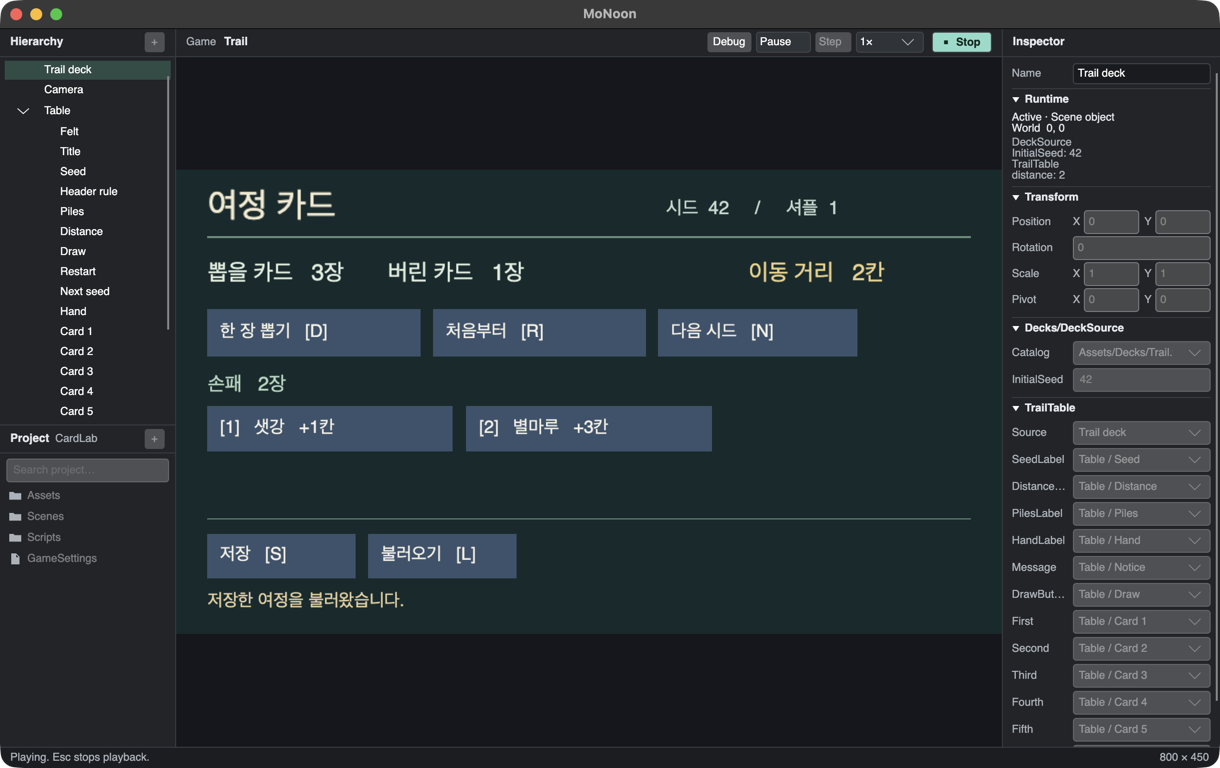 MoNoon
Hierarchy +
Trail deck
Camera
Table
Felt
Title
Seed
Header rule
Piles
Distance
Draw
Restart
Next seed
Hand
Card 1
Card 2
Card 3
Card 4
Card 5
Project CardLab +
Search project...
Assets
Scenes
Scripts
GameSettings
Game Trail
Debug Pause Step 1× Stop
여정 카드
시드 42 / 셔플 1
뽑을 카드 3장 버린 카드 1장 이동 거리 2칸
한 장 뽑기 [D] 처음부터 [R] 다음 시드 [N]
손패 2장
[1] 샛강 +1칸 [2] 별마루 +3칸
저장 [S] 불러오기 [L]
저장한 여정을 불러왔습니다.
Inspector
Name Trail deck
Runtime
Active · Scene object
World 0, 0
DeckSource
InitialSeed: 42
TrailTable
distance: 2
Transform
Position X 0 Y 0
Rotation 0
Scale X 1 Y 1
Pivot X 0 Y 0
Decks/DeckSource
Catalog Assets/Decks/Trail.
InitialSeed 42
TrailTable
Source Trail deck
SeedLabel Table / Seed
Distance... Table / Distance
PilesLabel Table / Piles
HandLabel Table / Hand
Message Table / Notice
DrawBut... Table / Draw
First Table / Card 1
Second Table / Card 2
Third Table / Card 3
Fourth Table / Card 4
Fifth Table / Card 5
Playing. Esc stops playback.
800 × 450